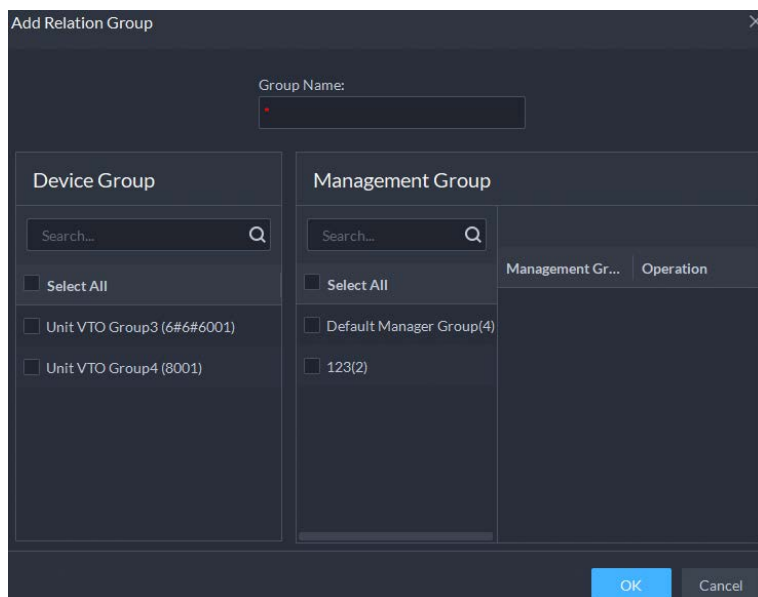 Add Relation Group
Group Name:
*
Device Group
Search...
Select All
Unit VTO Group3 (6#6#6001)
Unit VTO Group4 (8001)
Management Group
Search...
Select All
Default Manager Group(4)
123(2)
Management Gr... Operation
OK Cancel